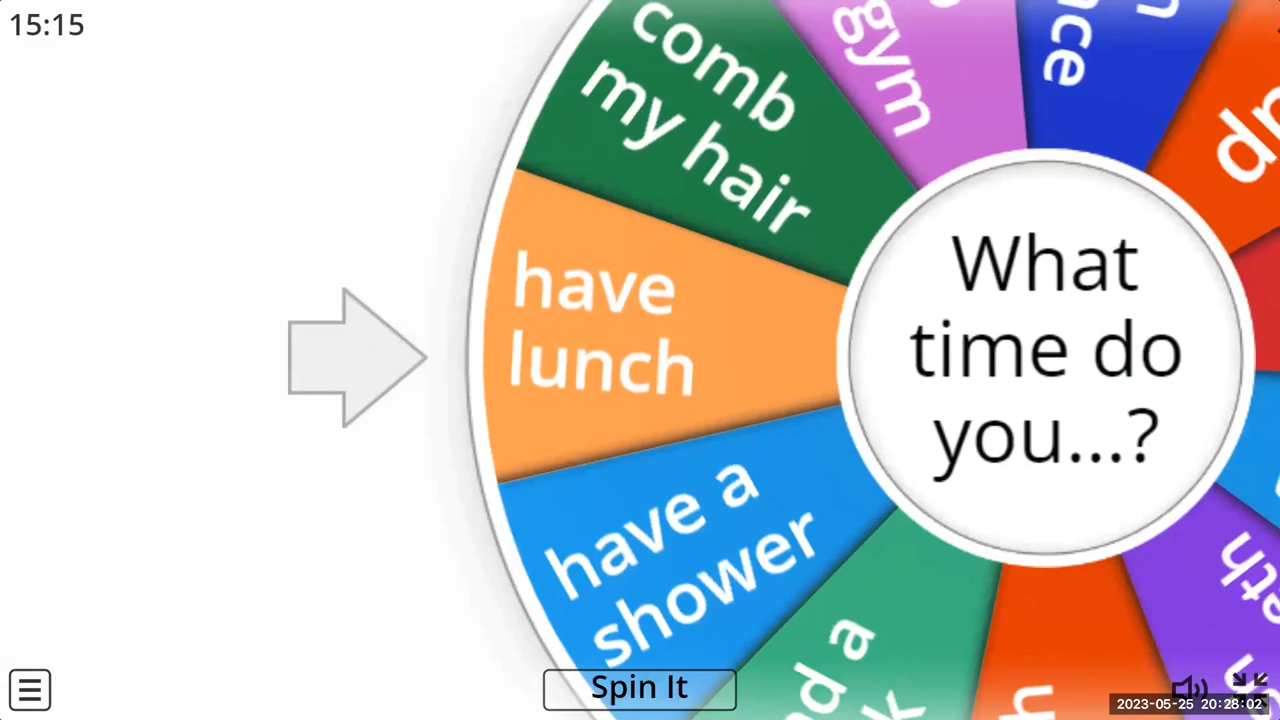 15:15
comb
my hair
gym
have
lunch
have a
shower
What
time do
you...?
Spin It
2023-05-25 20:28:02